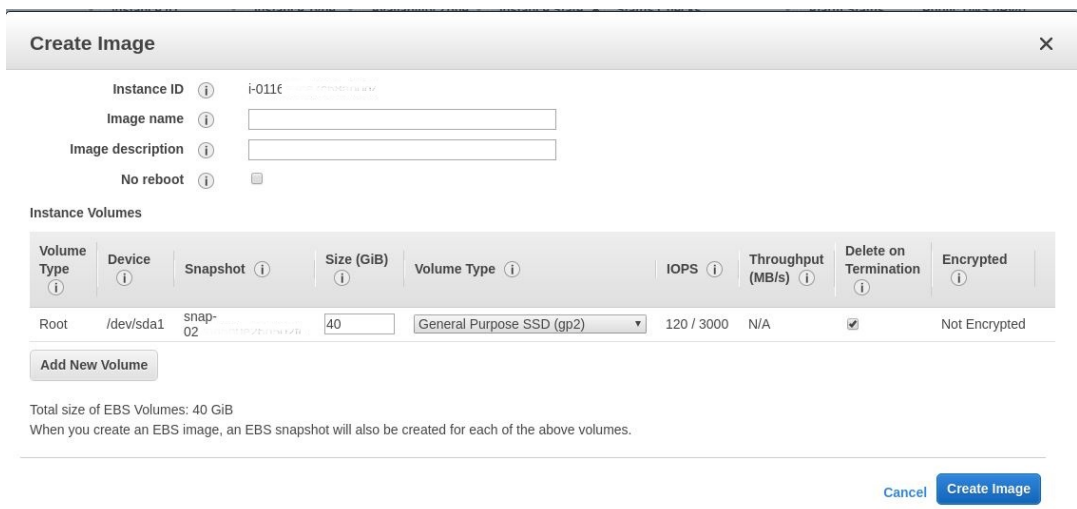 Create Image
Instance ID i-0116
Image name
Image description
No reboot
Instance Volumes
Volume Type Device Snapshot Size (GiB) Volume Type IOPS Throughput (MB/s) Delete on Termination Encrypted
Root /dev/sda1 snap-02 40 General Purpose SSD (gp2) 120 / 3000 N/A Not Encrypted
Add New Volume
Total size of EBS Volumes: 40 GiB
When you create an EBS image, an EBS snapshot will also be created for each of the above volumes.
Cancel Create Image